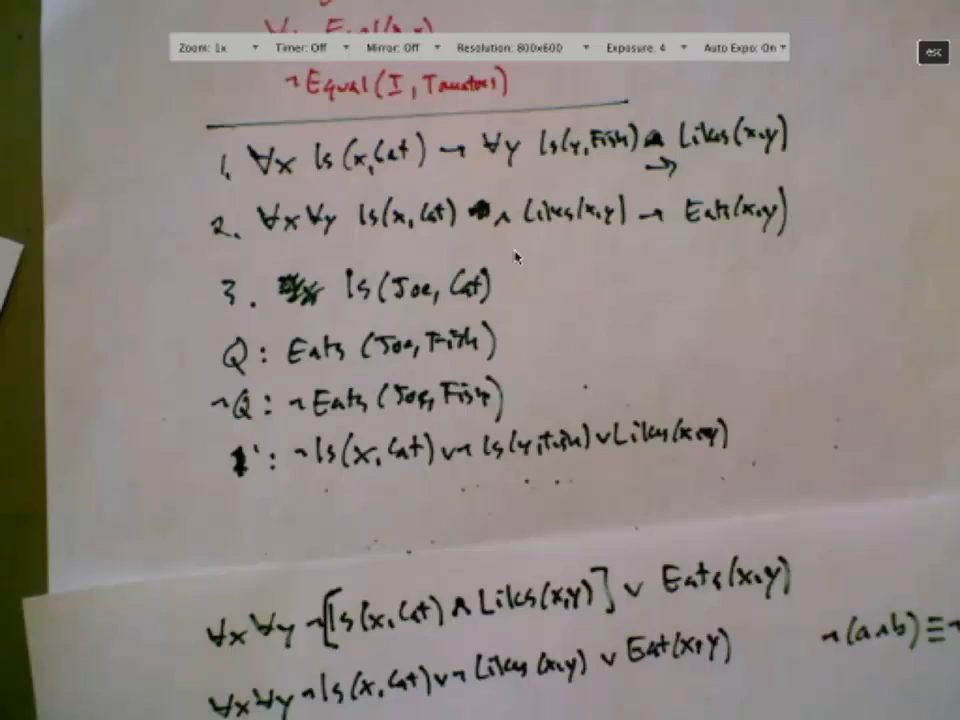 Zoom: 1x Timer: Off Mirror: Off Resolution: 800x600 Exposure: 4 Auto Expo: On
esc
¬Equal(I, Tomatoes)
1. ∀x Is(x, Cat) → ∀y Is(y, Fish) → Likes(x,y)
2. ∀x∀y Is(x, Cat) ∧ Likes(x,y) → Eats(x,y)
3. Is(Joe, Cat)
Q: Eats (Joe, Fish)
¬Q: ¬Eats (Joe, Fish)
1': ¬Is(x, Cat) ∨ ¬ Is(y, Fish) ∨ Likes(x,y)
∀x ∀y ¬[Is(x, Cat) ∧ Likes(x,y)] ∨ Eats(x,y)
∀x ∀y ¬Is(x, Cat) ∨ ¬ Likes (x,y) ∨ Eat(x,y)
¬(a∧b) ≡ ¬